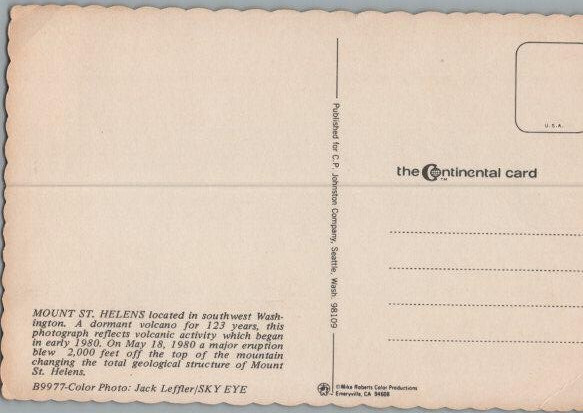 MOUNT ST. HELENS located in southwest Wash-
ington. A dormant volcano for 123 years, this
photograph reflects volcanic activity which began
in early 1980. On May 18, 1980 a major eruption
blew 2,000 feet off the top of the mountain
changing the total geological structure of Mount
St. Helens.
B9977-Color Photo: Jack Leffler/SKY EYE
Published for C.P. Johnston Company, Seattle, Wash. 98109
U.S.A.
the Continental card
TM
©Mike Roberts Color Productions
Emeryville, CA 94608